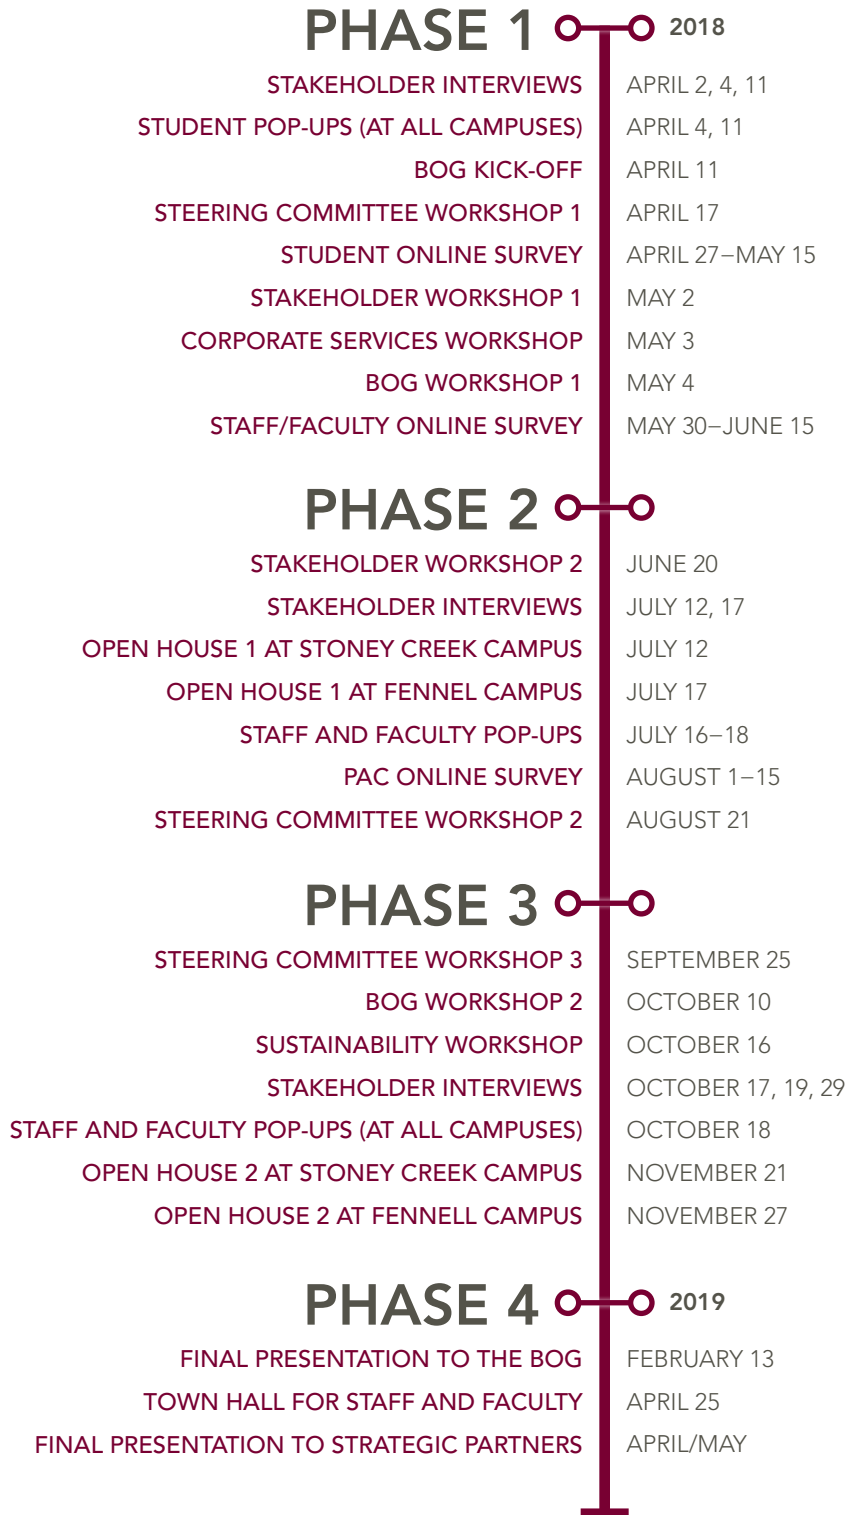 PHASE 1 2018
STAKEHOLDER INTERVIEWS APRIL 2, 4, 11
STUDENT POP-UPS (AT ALL CAMPUSES) APRIL 4, 11
BOG KICK-OFF APRIL 11
STEERING COMMITTEE WORKSHOP 1 APRIL 17
STUDENT ONLINE SURVEY APRIL 27–MAY 15
STAKEHOLDER WORKSHOP 1 MAY 2
CORPORATE SERVICES WORKSHOP MAY 3
BOG WORKSHOP 1 MAY 4
STAFF/FACULTY ONLINE SURVEY MAY 30–JUNE 15
PHASE 2
STAKEHOLDER WORKSHOP 2 JUNE 20
STAKEHOLDER INTERVIEWS JULY 12, 17
OPEN HOUSE 1 AT STONEY CREEK CAMPUS JULY 12
OPEN HOUSE 1 AT FENNEL CAMPUS JULY 17
STAFF AND FACULTY POP-UPS JULY 16–18
PAC ONLINE SURVEY AUGUST 1–15
STEERING COMMITTEE WORKSHOP 2 AUGUST 21
PHASE 3
STEERING COMMITTEE WORKSHOP 3 SEPTEMBER 25
BOG WORKSHOP 2 OCTOBER 10
SUSTAINABILITY WORKSHOP OCTOBER 16
STAKEHOLDER INTERVIEWS OCTOBER 17, 19, 29
STAFF AND FACULTY POP-UPS (AT ALL CAMPUSES) OCTOBER 18
OPEN HOUSE 2 AT STONEY CREEK CAMPUS NOVEMBER 21
OPEN HOUSE 2 AT FENNELL CAMPUS NOVEMBER 27
PHASE 4 2019
FINAL PRESENTATION TO THE BOG FEBRUARY 13
TOWN HALL FOR STAFF AND FACULTY APRIL 25
FINAL PRESENTATION TO STRATEGIC PARTNERS APRIL/MAY